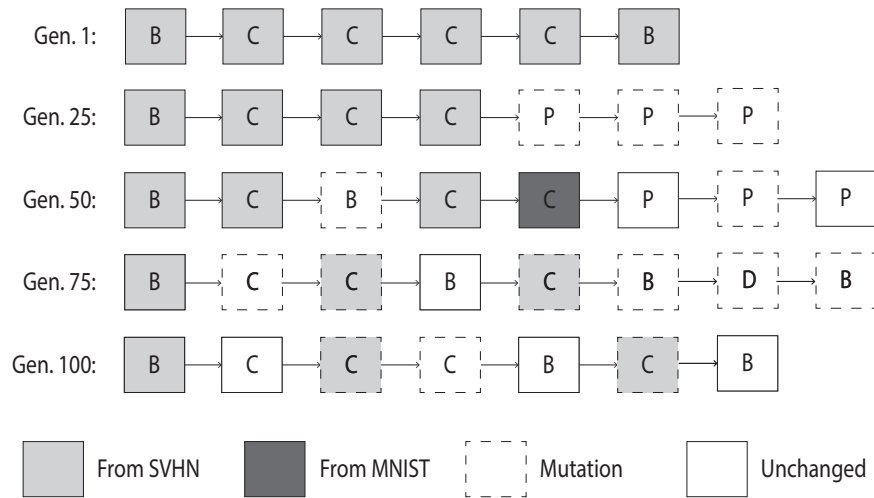 Gen. 1: B C C C C B
Gen. 25: B C C C P P P
Gen. 50: B C B C C P P P
Gen. 75: B C C B C B D B
Gen. 100: B C C C B C B
From SVHN From MNIST Mutation Unchanged